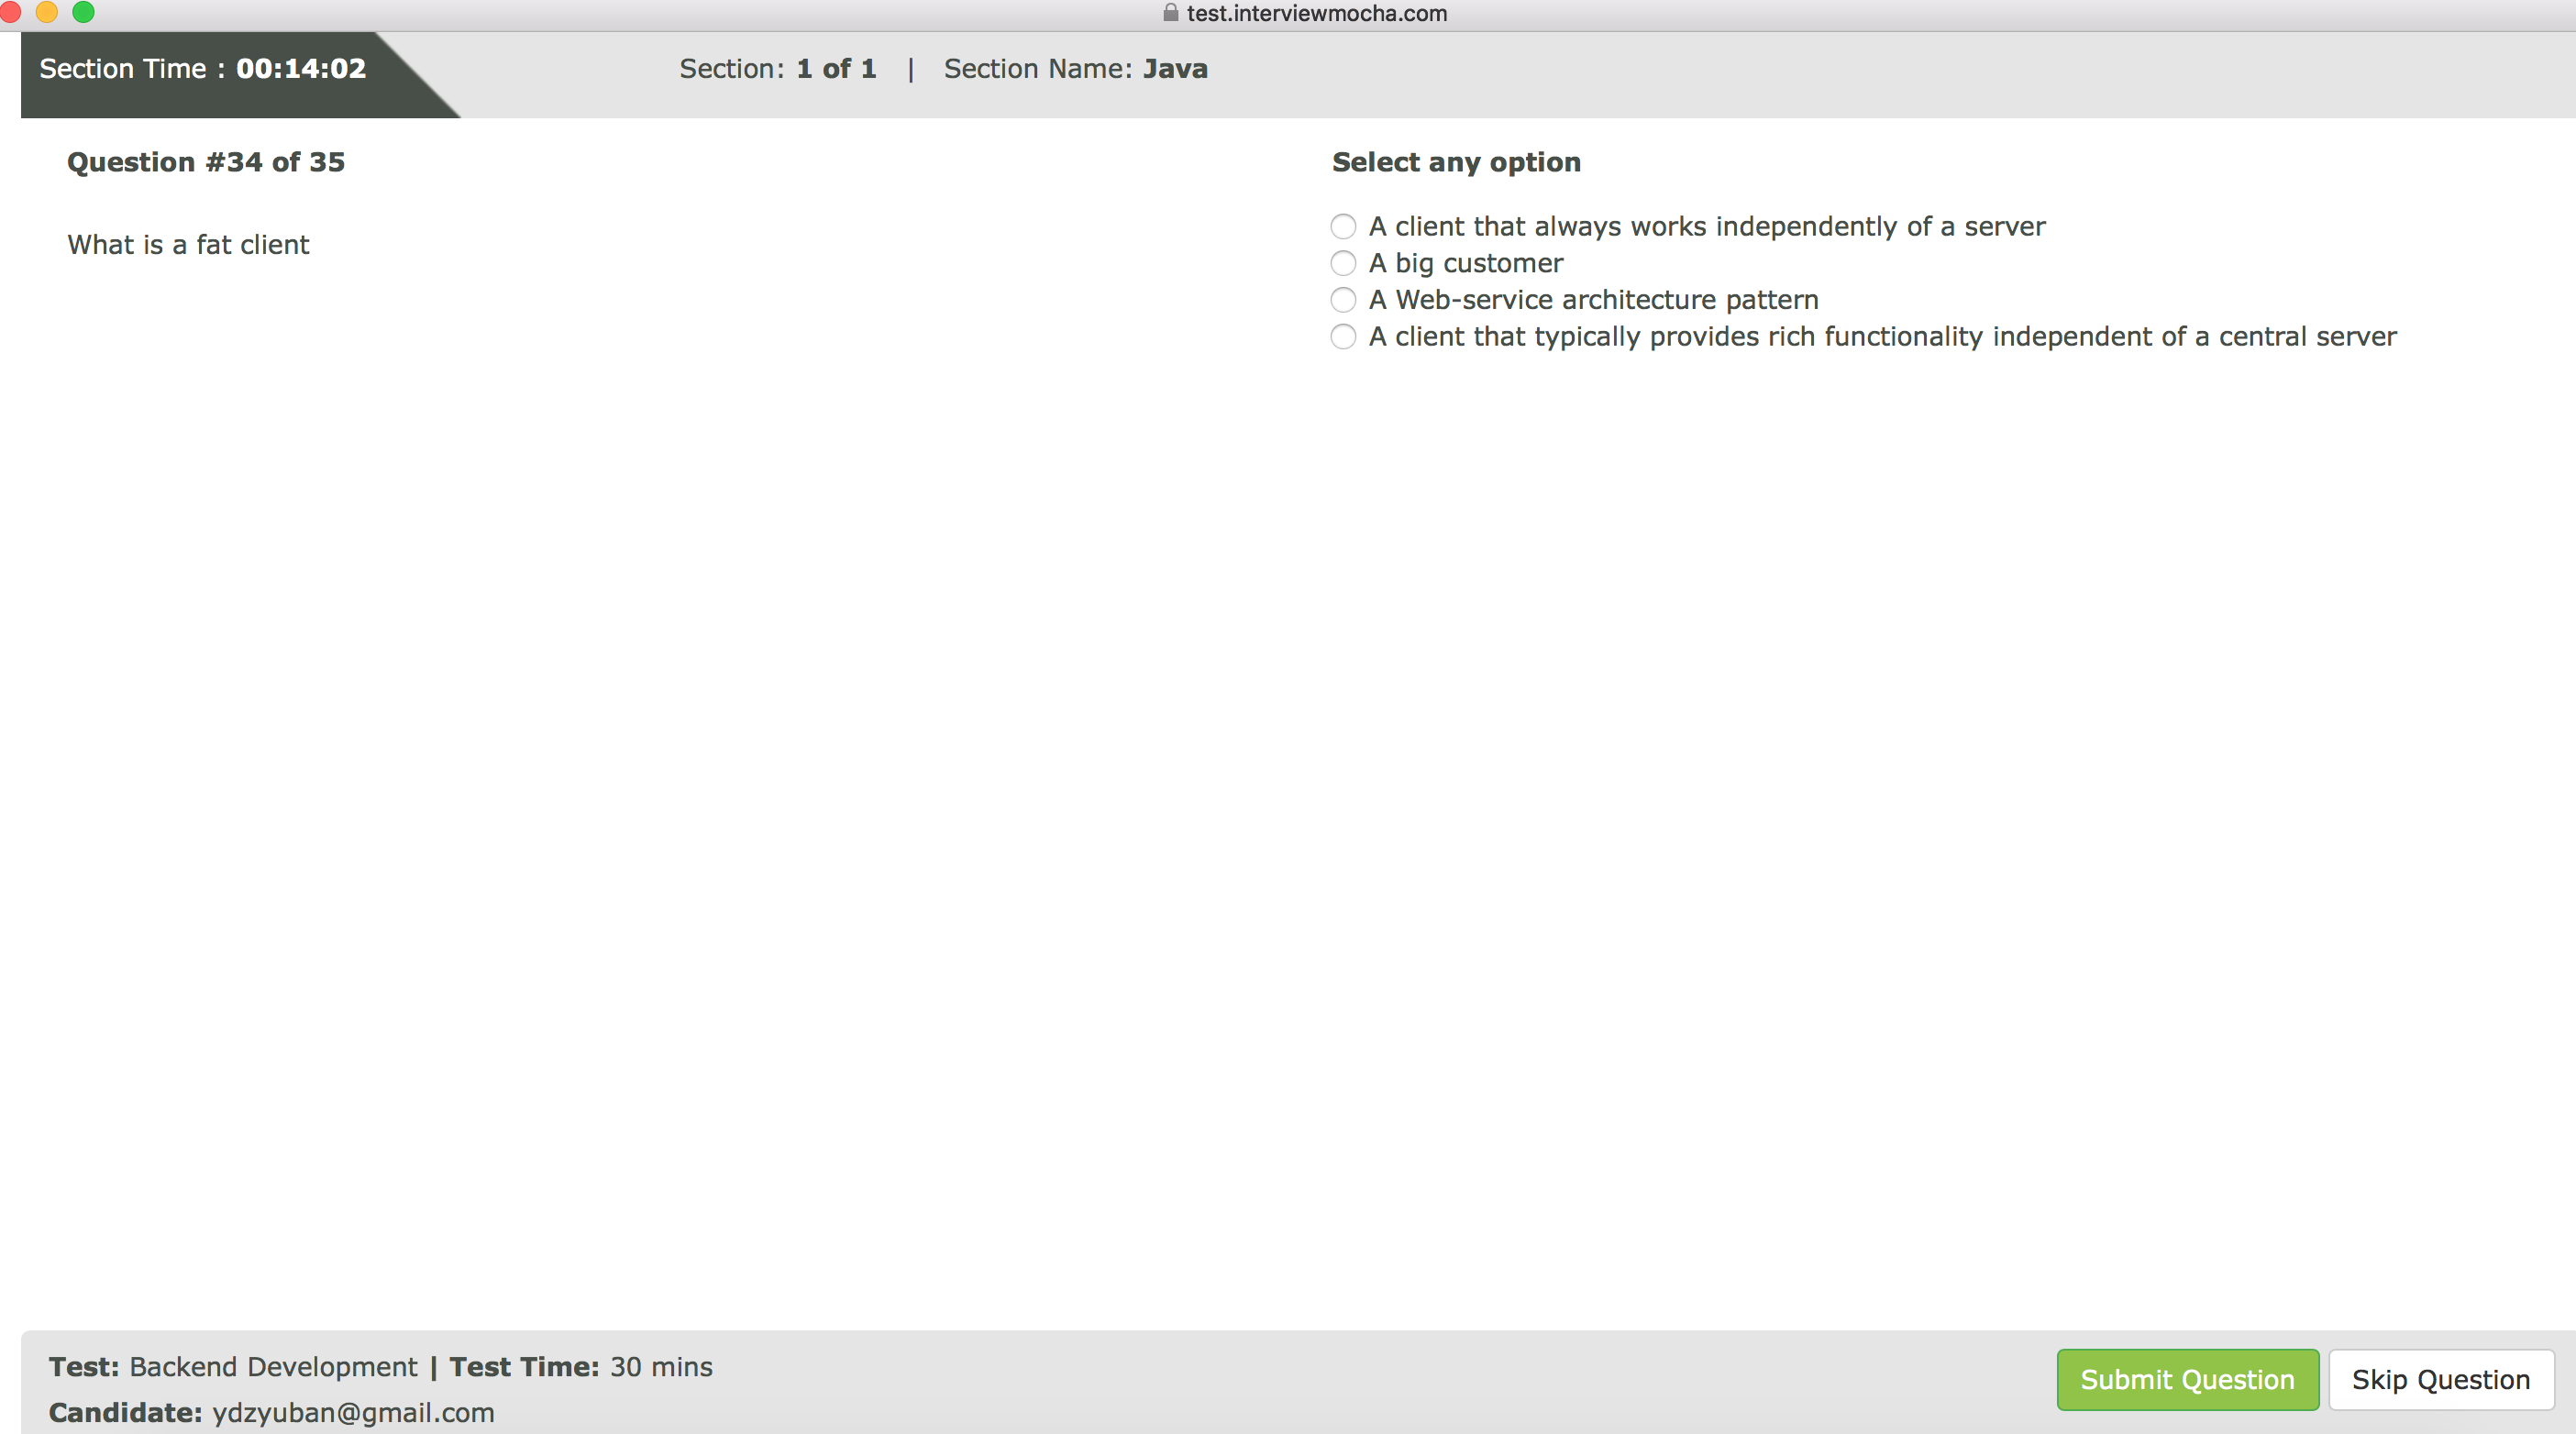 test.interviewmocha.com
Section Time : 00:14:02
Section: 1 of 1 | Section Name: Java
Question #34 of 35
What is a fat client
Select any option
A client that always works independently of a server
A big customer
A Web-service architecture pattern
A client that typically provides rich functionality independent of a central server
Test: Backend Development | Test Time: 30 mins
Candidate: ydzyuban@gmail.com
Submit Question
Skip Question